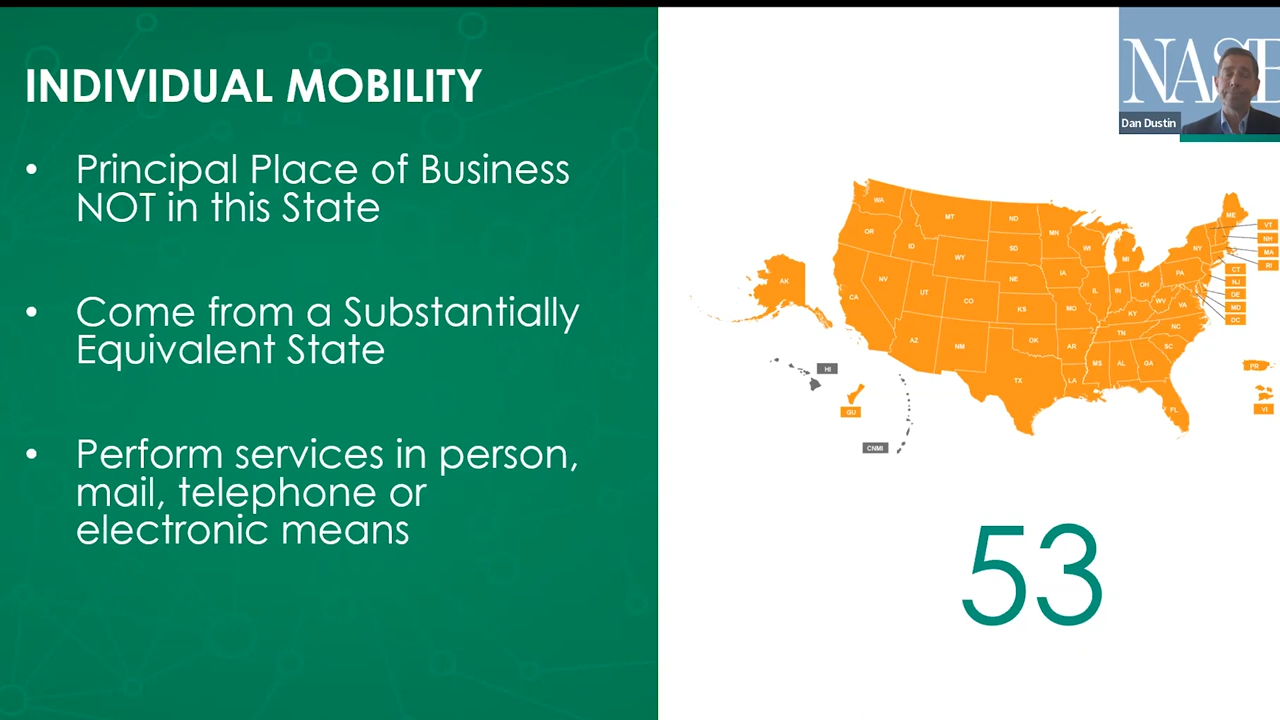 INDIVIDUAL MOBILITY
• Principal Place of Business
NOT in this State
• Come from a Substantially
Equivalent State
• Perform services in person,
mail, telephone or
electronic means
Dan Dustin
WA
OR
CA
NV
ID
MT
WY
UT
AZ
CO
NM
ND
SD
NE
KS
OK
TX
MN
IA
MO
AR
LA
WI
IL
MI
IN
OH
KY
TN
MS
AL
GA
FL
SC
NC
VA
WV
PA
NY
ME
VT
NH
MA
RI
CT
NJ
DE
MD
DC
AK
HI
GU
CNMI
PR
VI
53